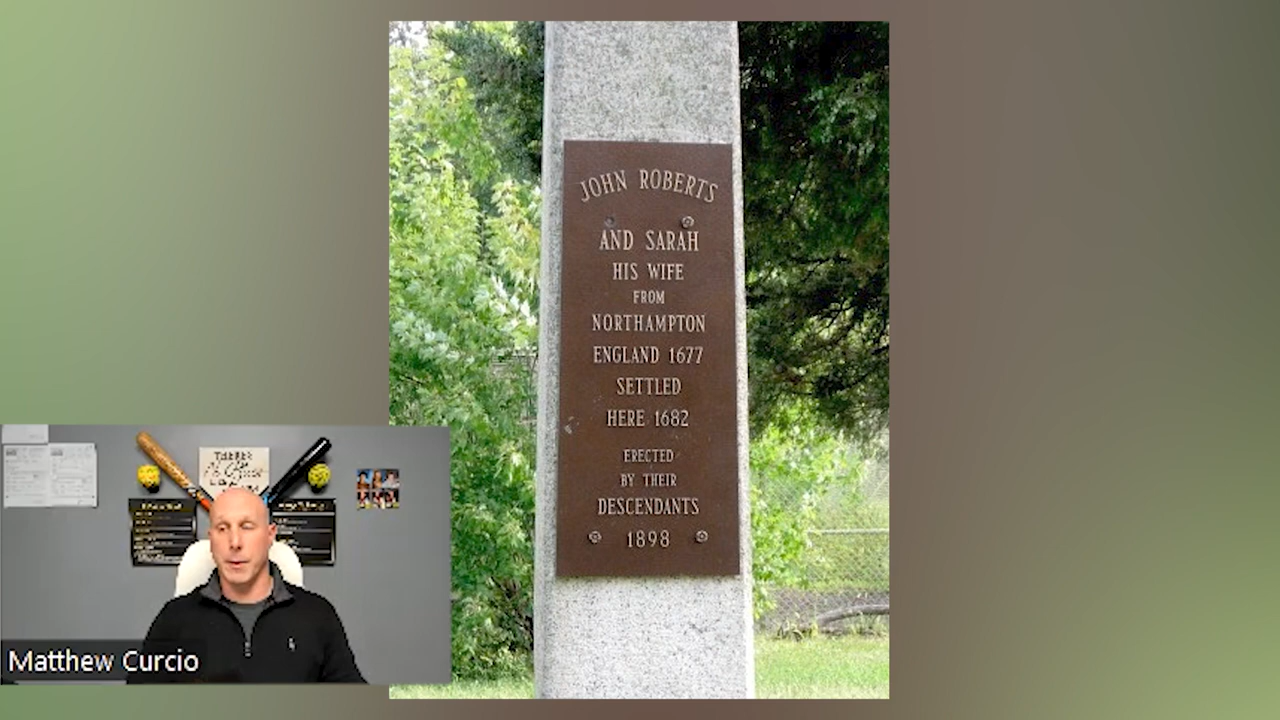 JOHN ROBERTS
AND SARAH
HIS WIFE
FROM
NORTHAMPTON
ENGLAND 1677
SETTLED
HERE 1682
ERECTED
BY THEIR
DESCENDANTS
1898
Matthew Curcio